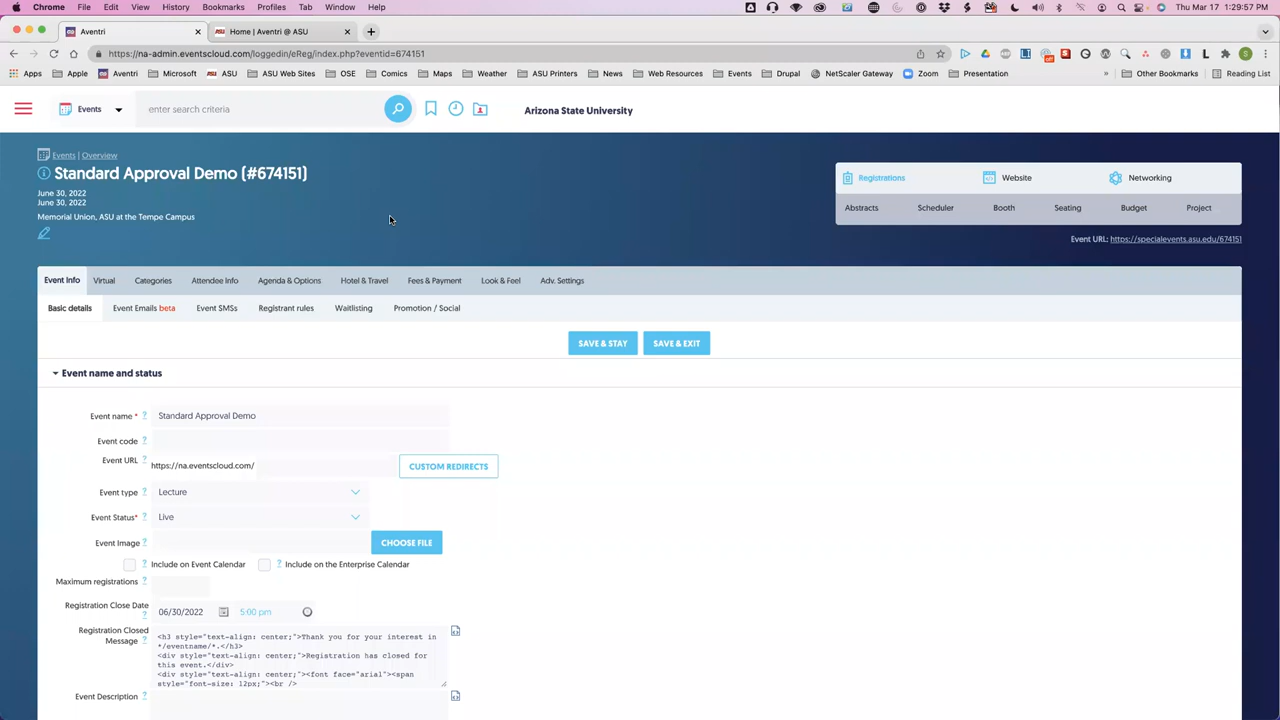 Chrome File Edit View History Bookmarks Profiles Tab Window Help Thu Mar 17 1:29:57 PM
Aventri Home | Aventri @ ASU
https://na-admin.eventscloud.com/loggedin/eReg/index.php?eventid=674151
Apps Apple Aventri Microsoft ASU ASU Web Sites OSE Comics Maps Weather ASU Printers News Web Resources Events Drupal NetScaler Gateway Zoom Presentation » Other Bookmarks Reading List
Events enter search criteria Arizona State University
Events | Overview
Standard Approval Demo (#674151)
June 30, 2022
June 30, 2022
Memorial Union, ASU at the Tempe Campus
Registrations Website Networking
Abstracts Scheduler Booth Seating Budget Project
Event URL: https://specialevents.asu.edu/674151
Event Info Virtual Categories Attendee Info Agenda & Options Hotel & Travel Fees & Payment Look & Feel Adv. Settings
Basic details Event Emails beta Event SMSs Registrant rules Waitlisting Promotion / Social
SAVE & STAY SAVE & EXIT
Event name and status
Event name * ? Standard Approval Demo
Event code ?
Event URL ? https://na.eventscloud.com/ CUSTOM REDIRECTS
Event type ? Lecture
Event Status* ? Live
Event Image ? CHOOSE FILE
? Include on Event Calendar ? Include on the Enterprise Calendar
Maximum registrations ?
Registration Close Date ? 06/30/2022 5:00 pm
Registration Closed Message ?
<h3 style="text-align: center;">Thank you for your interest in
*/eventname/*.</h3>
<div style="text-align: center;">Registration has closed for
this event.</div>
<div style="text-align: center;"><font face="arial"><span
style="font-size: 12px;"><br />
Event Description ?